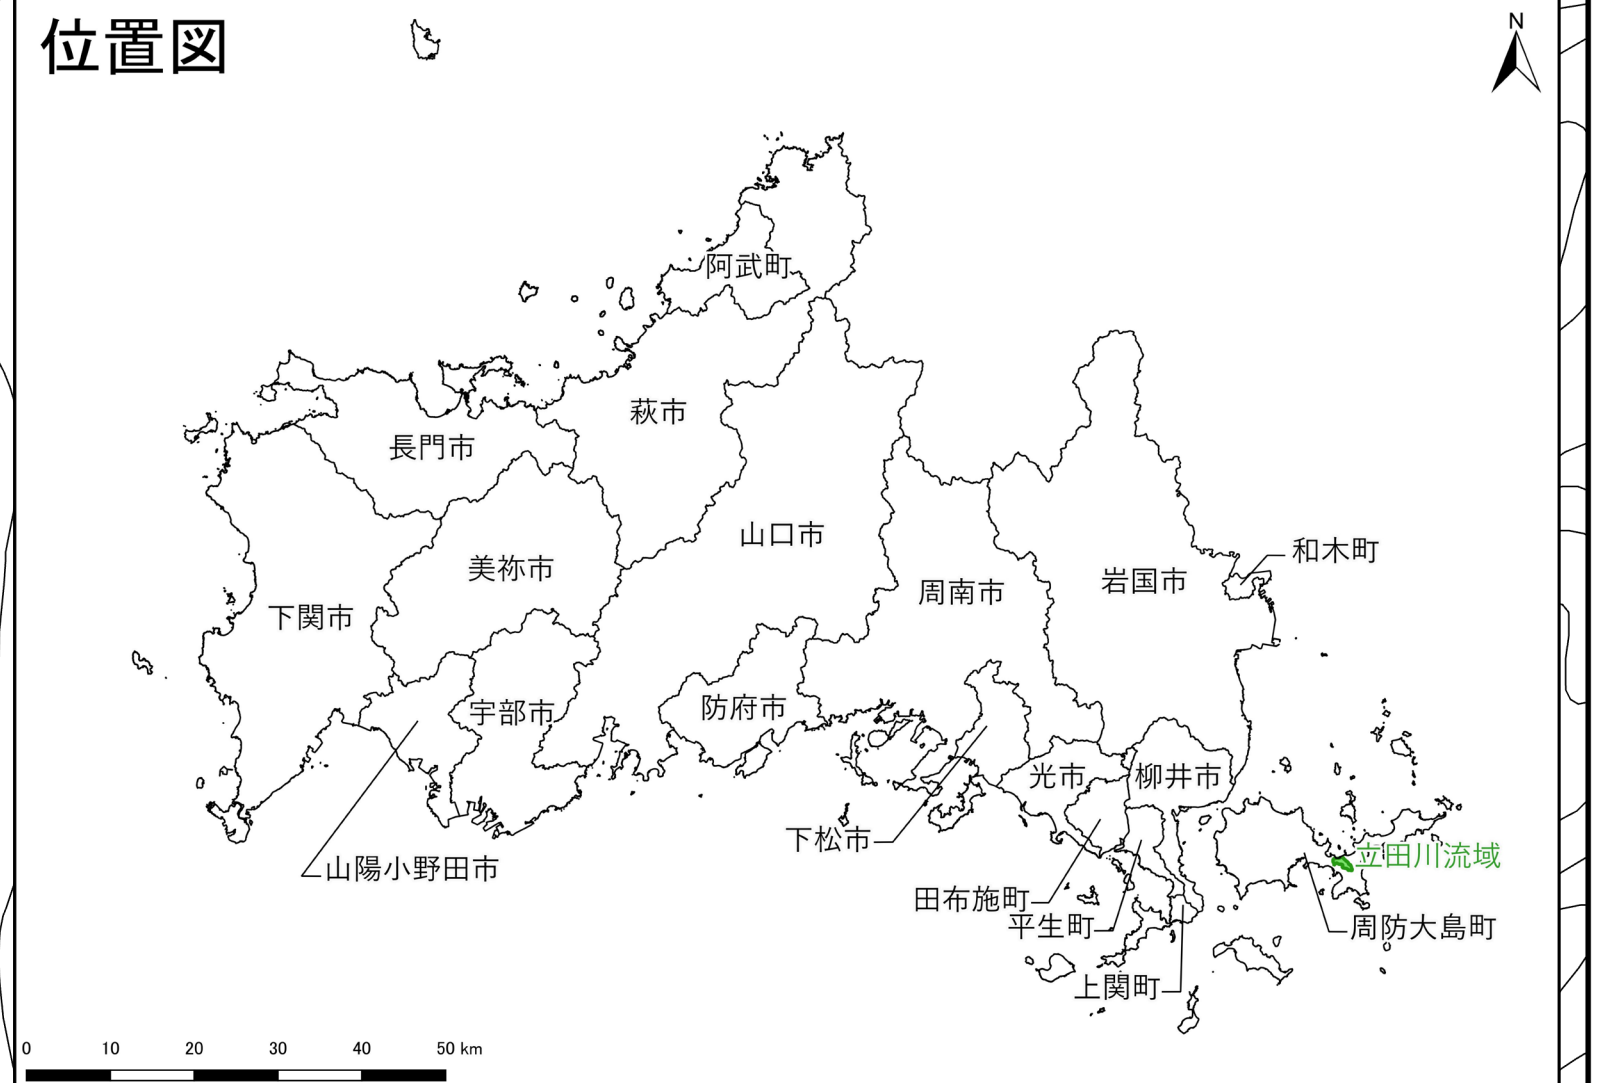 位置図
N
阿武町
萩市
長門市
山口市
和木町
美祢市
岩国市
周南市
下関市
防府市
宇部市
光市
柳井市
下松市
立田川流域
山陽小野田市
田布施町
平生町
周防大島町
上関町
0 10 20 30 40 50 km